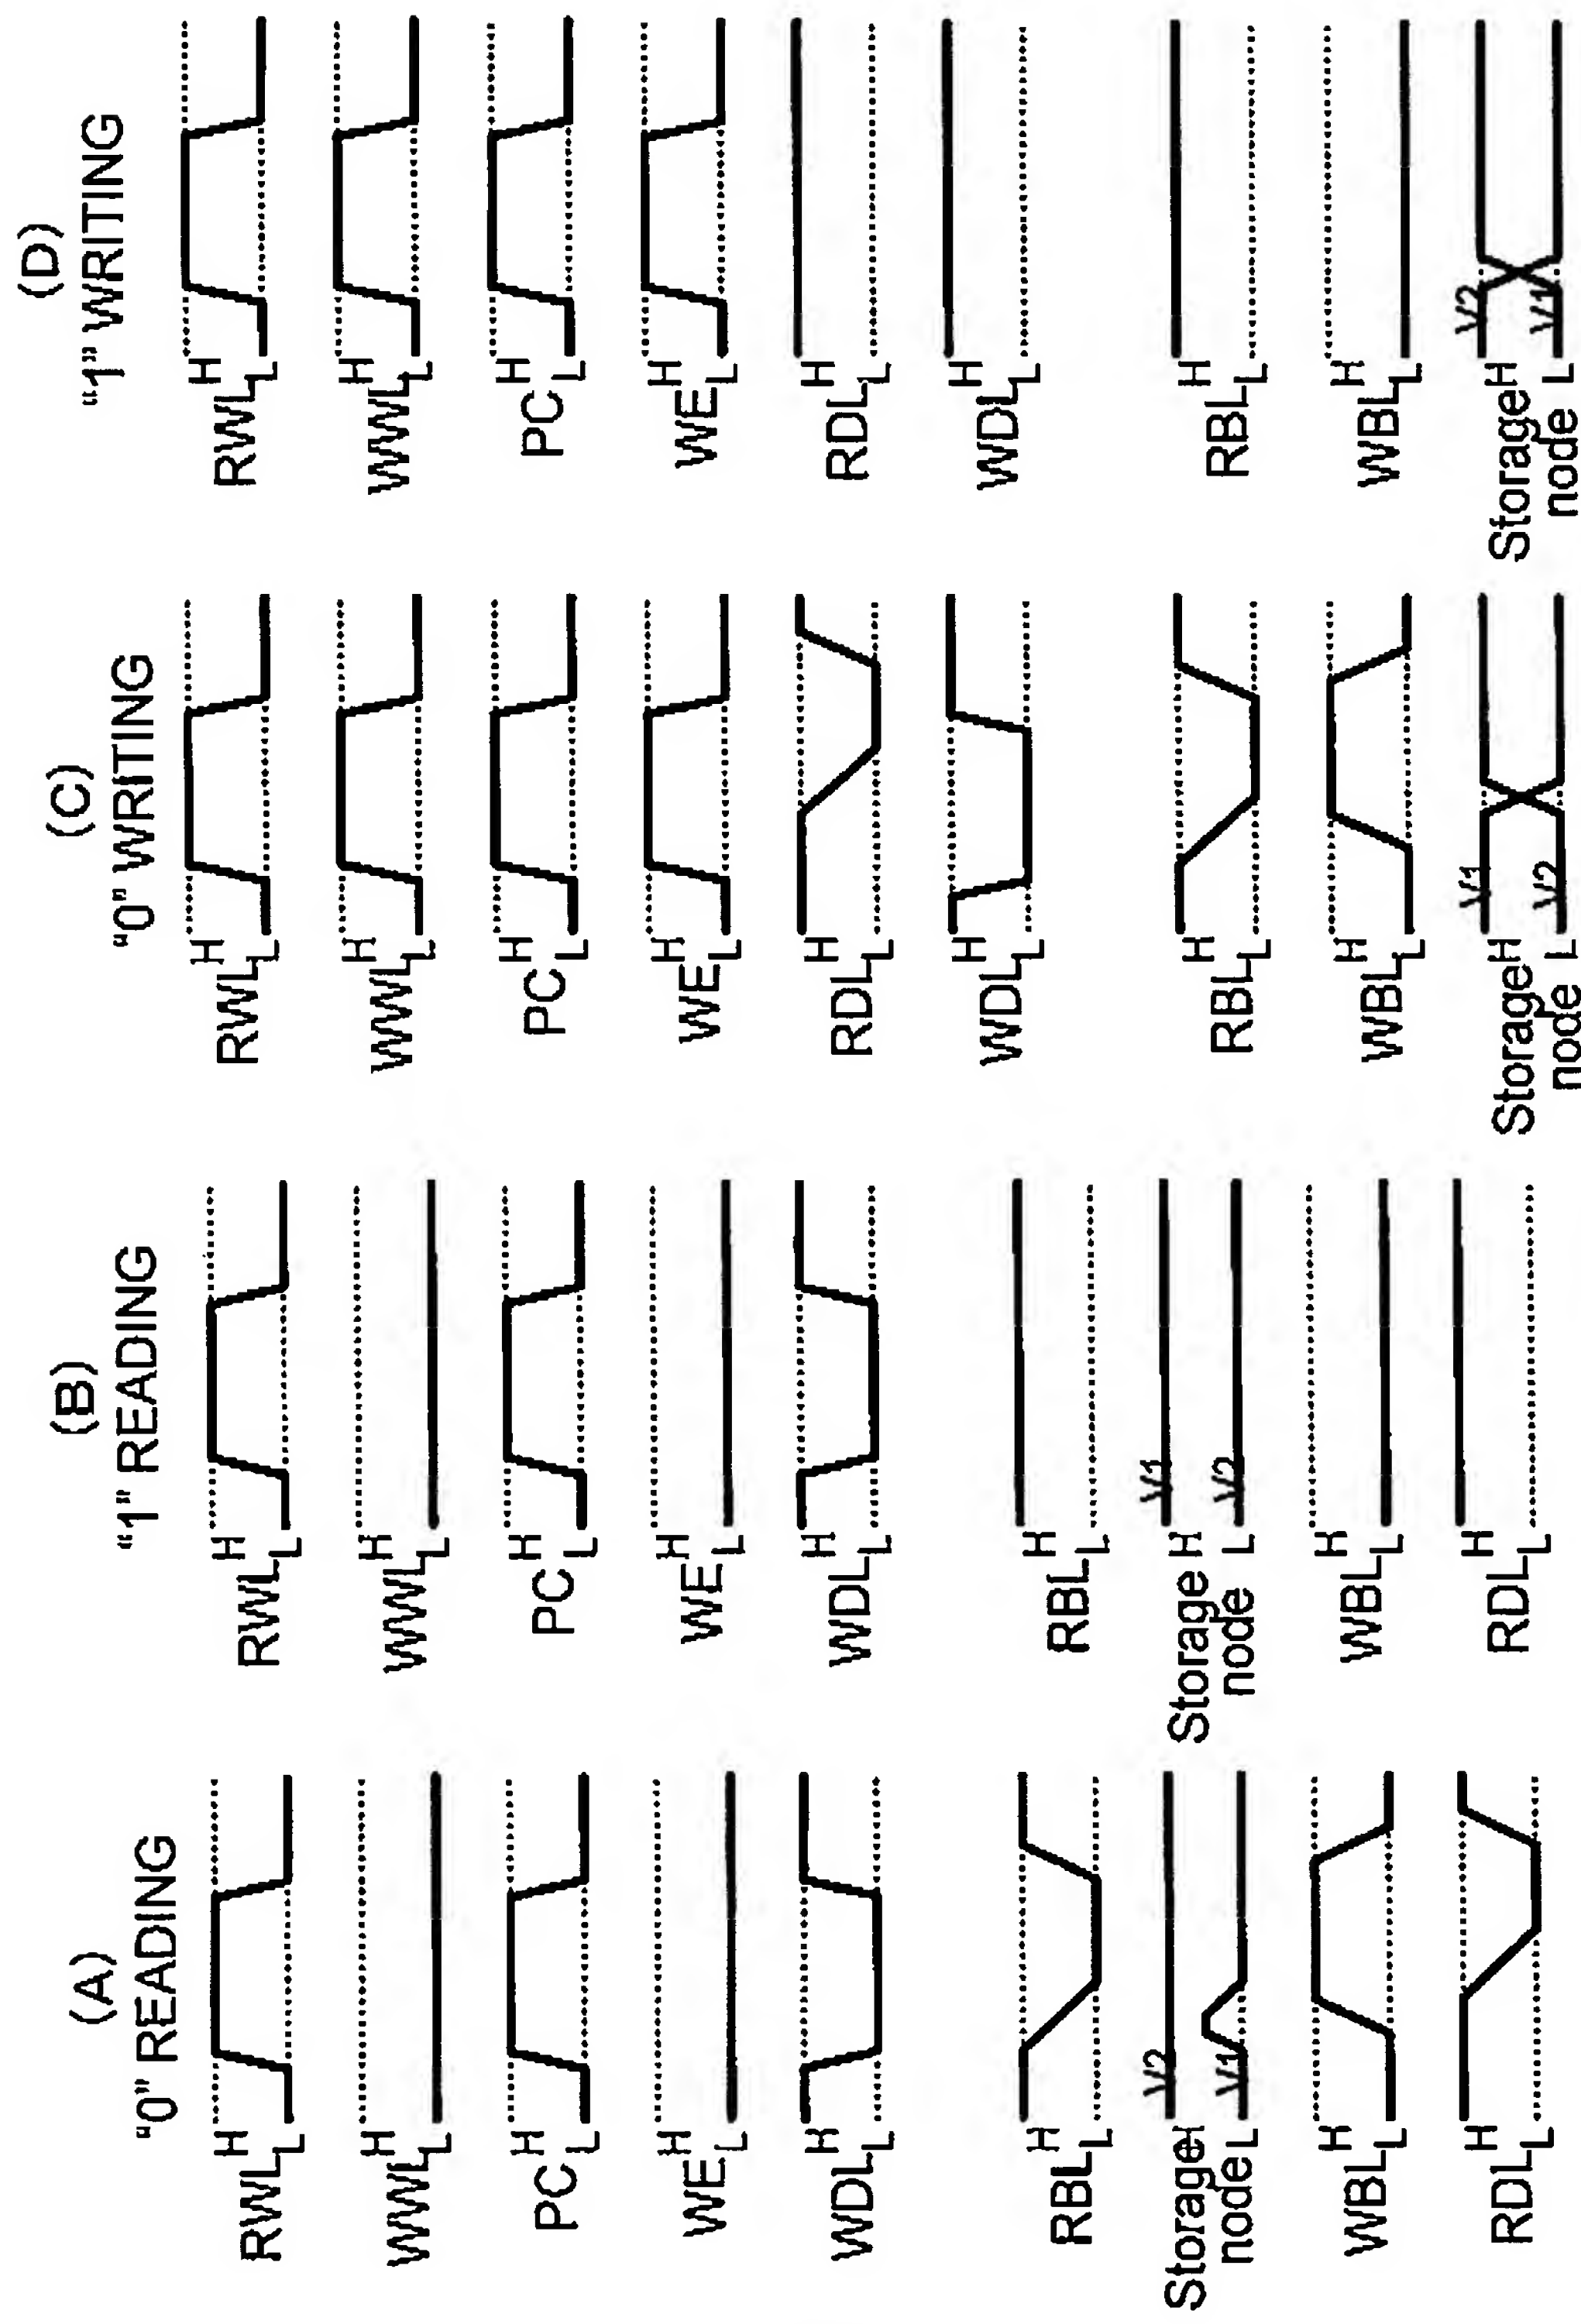 (A)
"0" READING
RWL H L
WWL H L
PC H L
WE H L
WDL H L
RBL H L
Storage H
node L
V2
V1
WBL H L
RDL H L
(B)
"1" READING
RWL H L
WWL H L
PC H L
WE H L
WDL H L
RBL H L
Storage H
node L
V1
V2
WBL H L
RDL H L
(C)
"0" WRITING
RWL H L
WWL H L
PC H L
WE H L
RDL H L
WDL H L
RBL H L
WBL H L
Storage H
node L
V1
V2
(D)
"1" WRITING
RWL H L
WWL H L
PC H L
WE H L
RDL H L
WDL H L
RBL H L
WBL H L
Storage H
node L
V2
V1